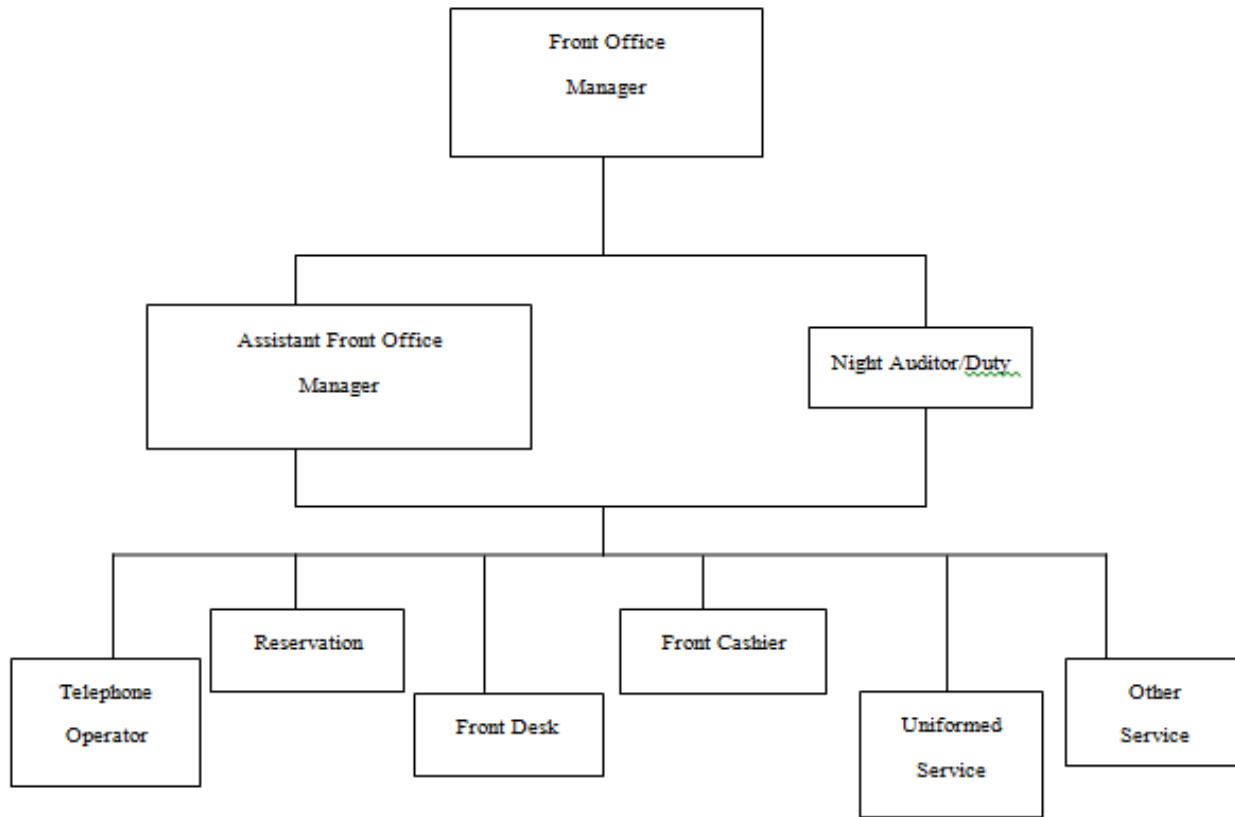 Front Office
Manager
Assistant Front Office
Manager
Night Auditor/Duty
Reservation
Front Cashier
Telephone
Operator
Front Desk
Uniformed
Service
Other
Service